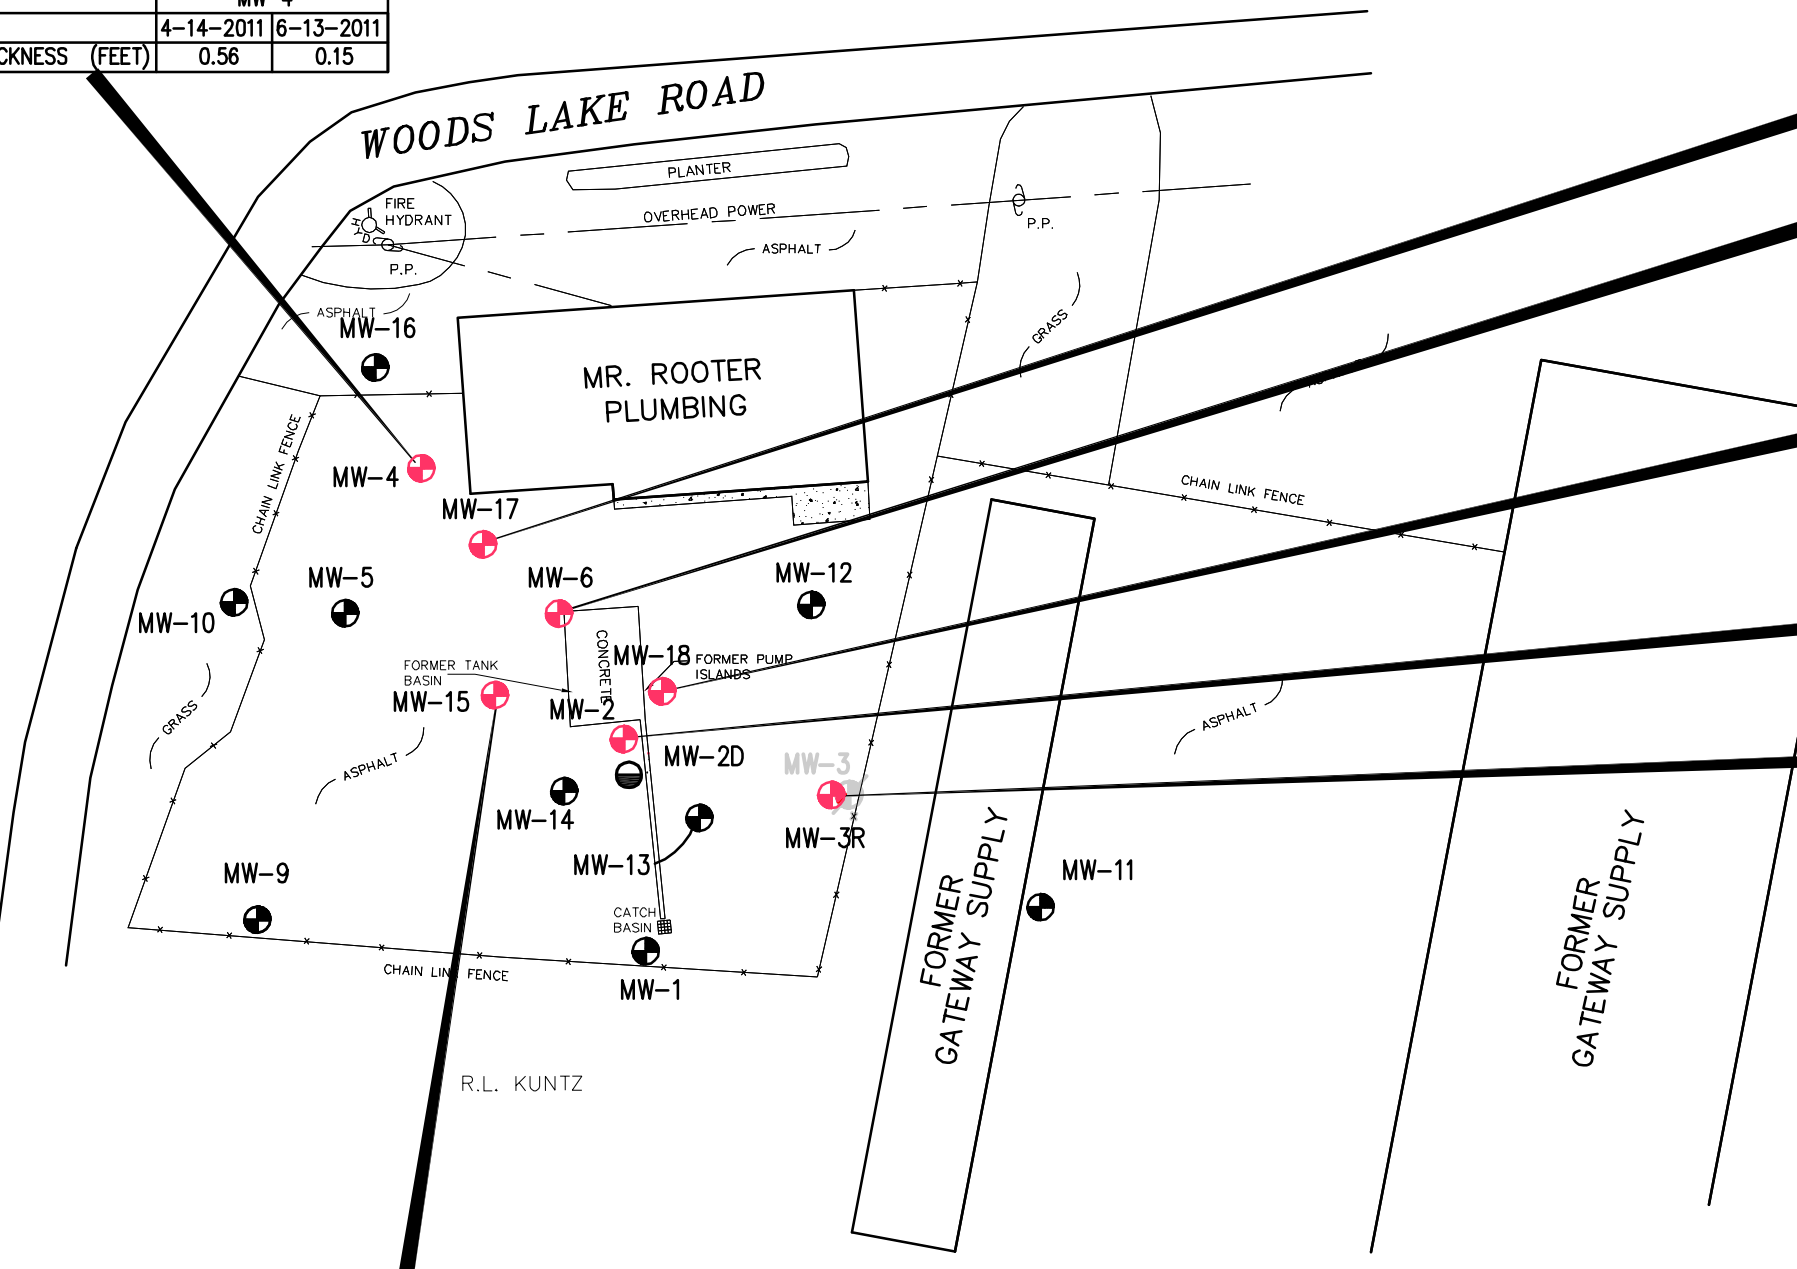 4-14-2011 6-13-2011
(FEET) 0.56 0.15
WOODS LAKE ROAD
PLANTER
FIRE
HYDRANT
HYD
OVERHEAD POWER
P.P.
ASPHALT
P.P.
ASPHALT
MW-16
GRASS
MR. ROOTER
PLUMBING
CHAIN LINK FENCE
MW-4
MW-17
CHAIN LINK FENCE
MW-5
MW-6
MW-12
MW-10
CONCRETE
MW-18
FORMER PUMP
ISLANDS
FORMER TANK
BASIN
MW-15
MW-2
GRASS
ASPHALT
ASPHALT
MW-2D
MW-3
MW-14
MW-3R
MW-13
MW-9
MW-11
CATCH
BASIN
CHAIN LINK FENCE
MW-1
FORMER
GATEWAY SUPPLY
FORMER
GATEWAY SUPPLY
R.L. KUNTZ